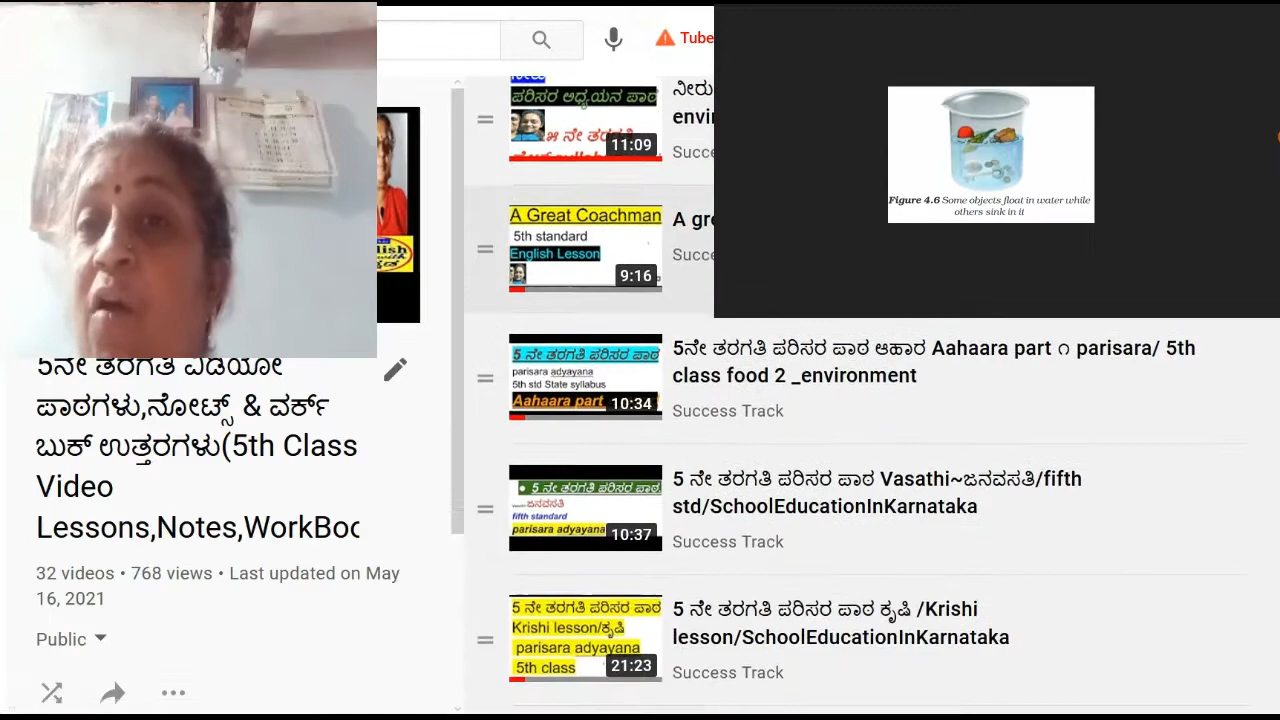 5ನೇ ತರಗತಿ ವಿಡಿಯೋ
ಪಾಠಗಳು,ನೋಟ್ಸ್ & ವರ್ಕ್
ಬುಕ್ ಉತ್ತರಗಳು(5th Class
Video
Lessons,Notes,WorkBoo
32 videos • 768 views • Last updated on May
16, 2021
Public
Tube
ಪರಿಸರ ಅಧ್ಯಯನ ಪಾಠ
೫ ನೇ ತರಗತಿ
11:09
ನೀರು
envir
Succe
A Great Coachman
5th standard
English Lesson
9:16
A gre
Succe
5 ನೇ ತರಗತಿ ಪರಿಸರ ಪಾಠ
parisara adyayana
5th std State syllabus
Aahaara part
10:34
5ನೇ ತರಗತಿ ಪರಿಸರ ಪಾಠ ಆಹಾರ Aahaara part ೧ parisara/ 5th
class food 2 _environment
Success Track
5 ನೇ ತರಗತಿ ಪರಿಸರ ಪಾಠ
ಜನವಸತಿ
fifth standard
parisara adyayana
10:37
5 ನೇ ತರಗತಿ ಪರಿಸರ ಪಾಠ Vasathi~ಜನವಸತಿ/fifth
std/SchoolEducationInKarnataka
Success Track
5 ನೇ ತರಗತಿ ಪರಿಸರ ಪಾಠ
Krishi lesson/ಕೃಷಿ
parisara adyayana
5th class
21:23
5 ನೇ ತರಗತಿ ಪರಿಸರ ಪಾಠ ಕೃಷಿ /Krishi
lesson/SchoolEducationInKarnataka
Success Track
Figure 4.6 Some objects float in water while
others sink in it